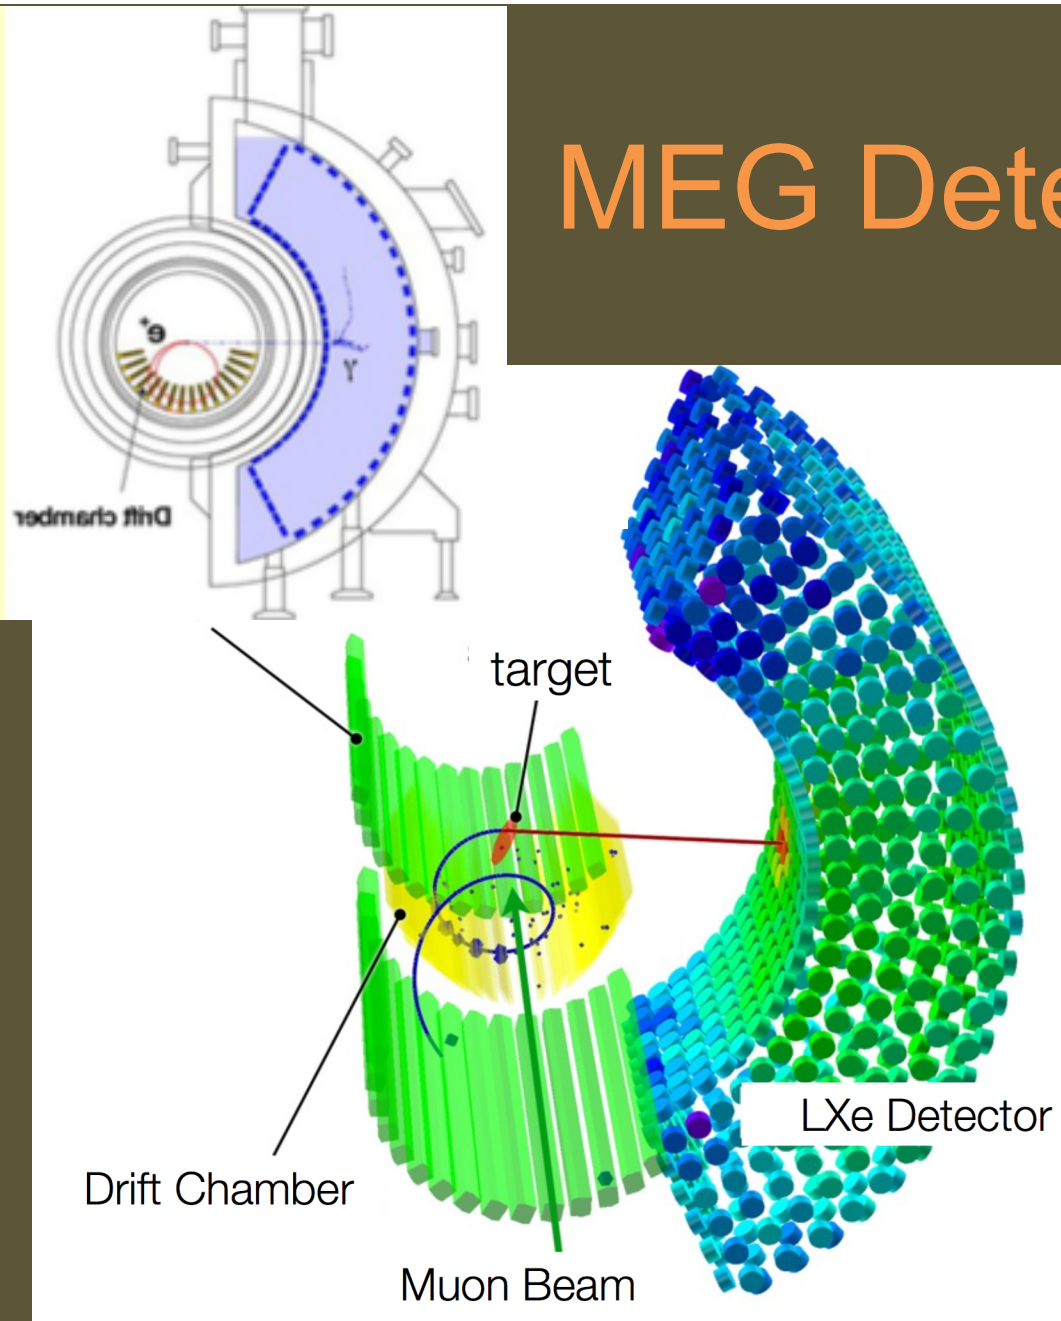 MEG Dete
e⁺
γ
Drift chamber
target
LXe Detector
Drift Chamber
Muon Beam